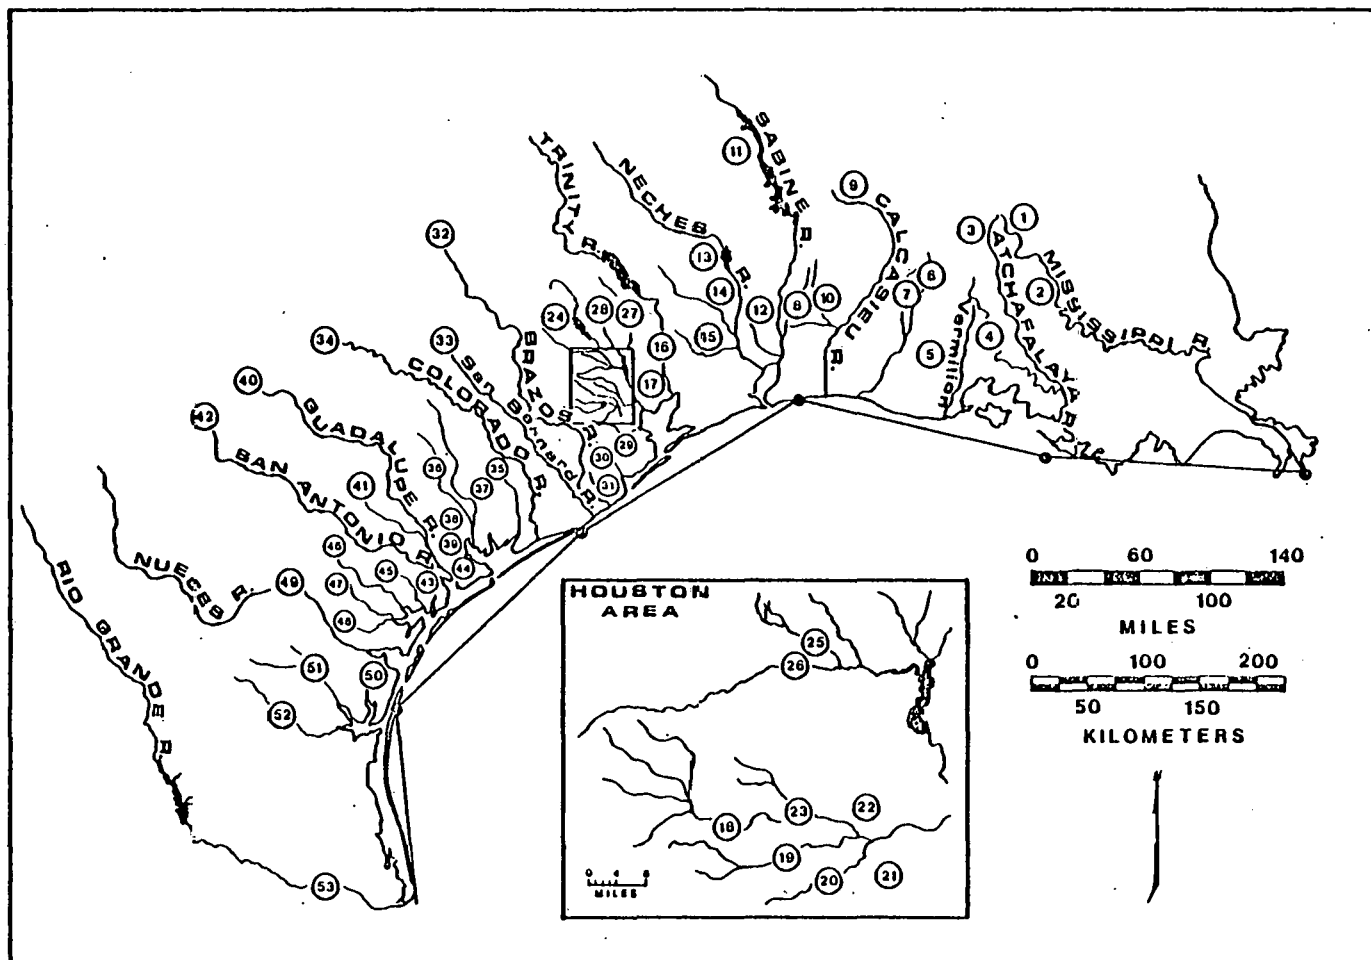 SABINE R.
11
TRINITY R.
NECHES R.
9
CALCASIEU R.
3
1
ATCHAFALAYA R.
MISSISSIPPI R.
2
32
13
6
14
12
8
10
7
24
28
27
15
16
Vermilion
4
5
34
33
BRAZOS R.
San Bernard R.
COLORADO R.
17
40
GUADALUPE R.
42
SAN ANTONIO R.
29
30
31
36
35
37
41
38
39
44
46
45
43
47
48
NUECES R.
49
RIO GRANDE R.
51
50
52
53
HOUSTON
AREA
25
26
18
23
22
19
20
21
0 4 8
MILES
0 60 140
20 100
MILES
0 100 200
50 150
KILOMETERS